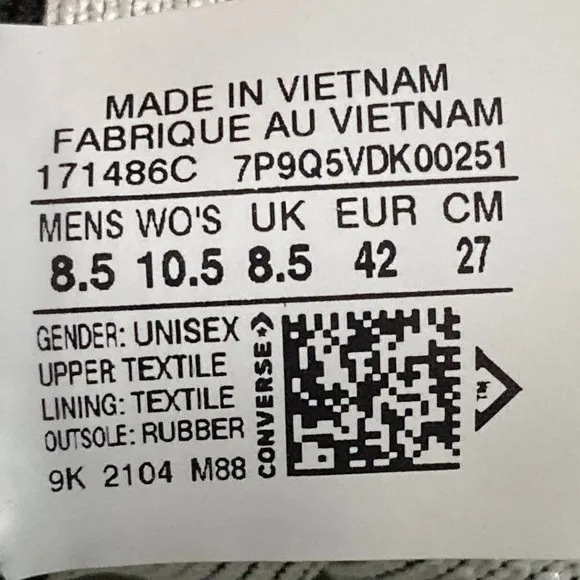 MADE IN VIETNAM
FABRIQUE AU VIETNAM
171486C 7P9Q5VDK00251
MENS WO'S UK EUR CM
8.5 10.5 8.5 42 27
GENDER: UNISEX
UPPER TEXTILE
LINING: TEXTILE
OUTSOLE: RUBBER
9K 2104 M88
CONVERSE